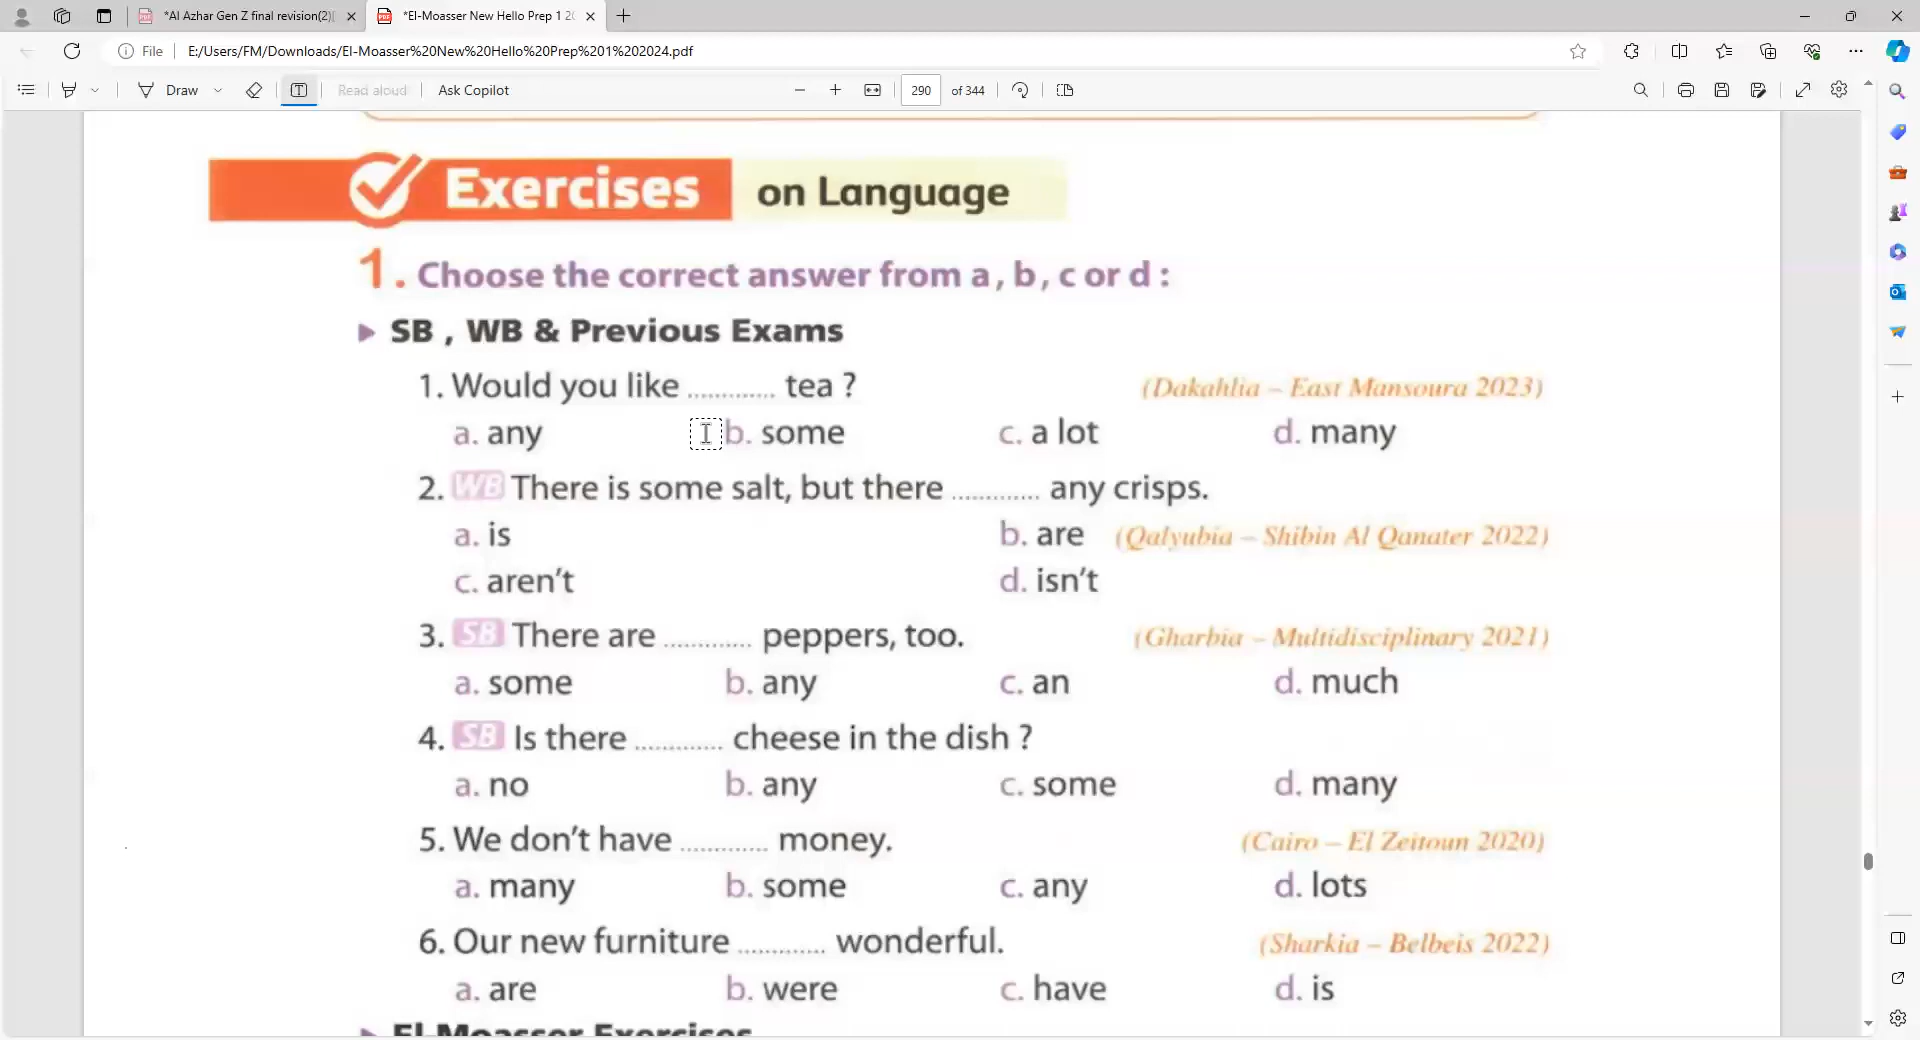 *Al Azhar Gen Z final revision(2)
*El-Moasser New Hello Prep 1 20
File
E:/Users/FM/Downloads/El-Moasser%20New%20Hello%20Prep%201%202024.pdf
Draw
Read aloud
Ask Copilot
290
of 344
Exercises on Language
1. Choose the correct answer from a , b , c or d :
SB , WB & Previous Exams
1. Would you like ............ tea ? (Dakahlia – East Mansoura 2023)
a. any b. some c. a lot d. many
2. WB There is some salt, but there ............ any crisps.
a. is b. are (Qalyubia – Shibin Al Qanater 2022)
c. aren't d. isn't
3. SB There are ............ peppers, too. (Gharbia – Multidisciplinary 2021)
a. some b. any c. an d. much
4. SB Is there ............ cheese in the dish ?
a. no b. any c. some d. many
5. We don't have ............ money. (Cairo – El Zeitoun 2020)
a. many b. some c. any d. lots
6. Our new furniture ............ wonderful. (Sharkia – Belbeis 2022)
a. are b. were c. have d. is
El-Moasser Exercises